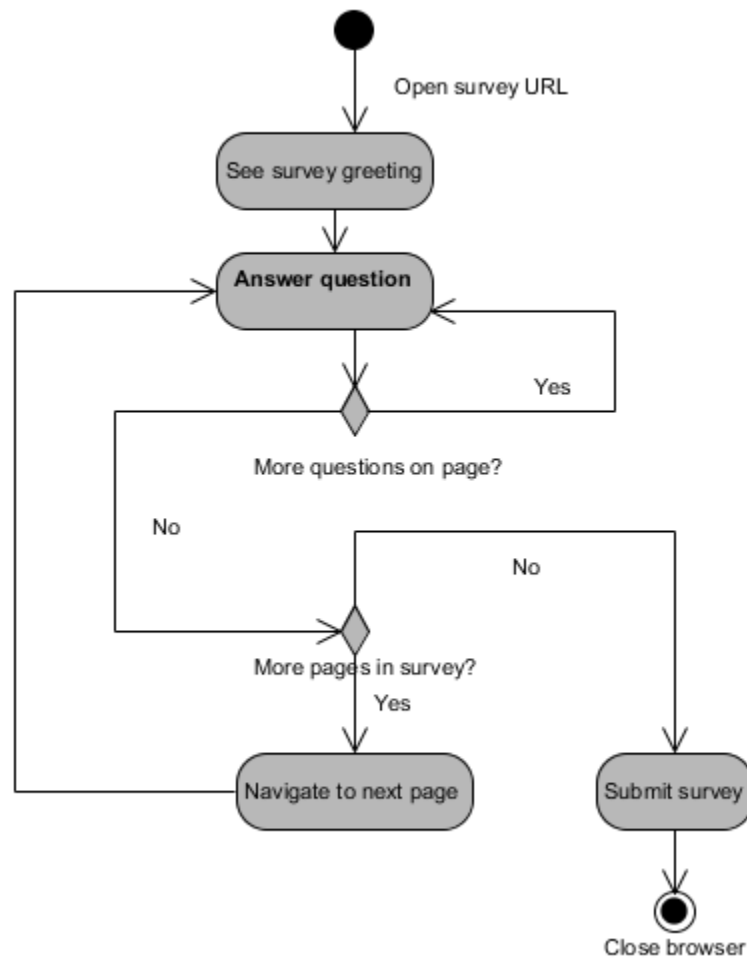 Open survey URL
See survey greeting
Answer question
Yes
More questions on page?
No
No
More pages in survey?
Yes
Navigate to next page
Submit survey
Close browser